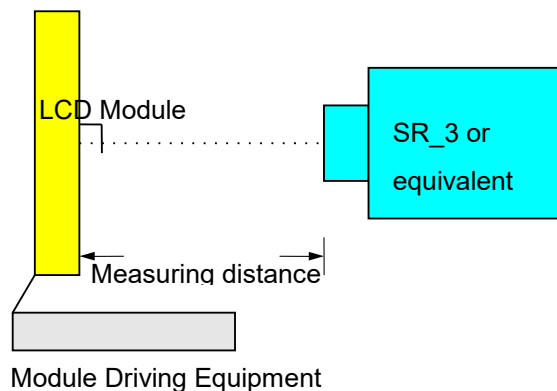 LCD Module
SR_3 or
equivalent
Measuring distance
Module Driving Equipment